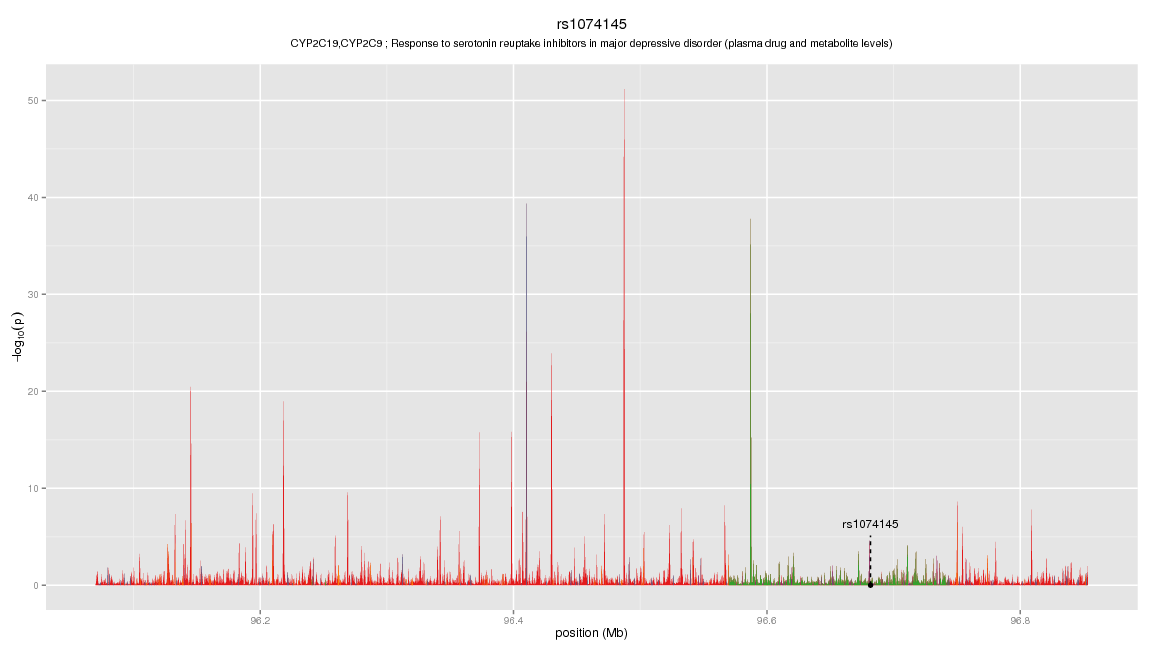 rs1074145
CYP2C19,CYP2C9 ; Response to serotonin reuptake inhibitors in major depressive disorder (plasma drug and metabolite levels)
−log10(p)
50
40
30
20
10
0
rs1074145
96.2
96.4
96.6
96.8
position (Mb)